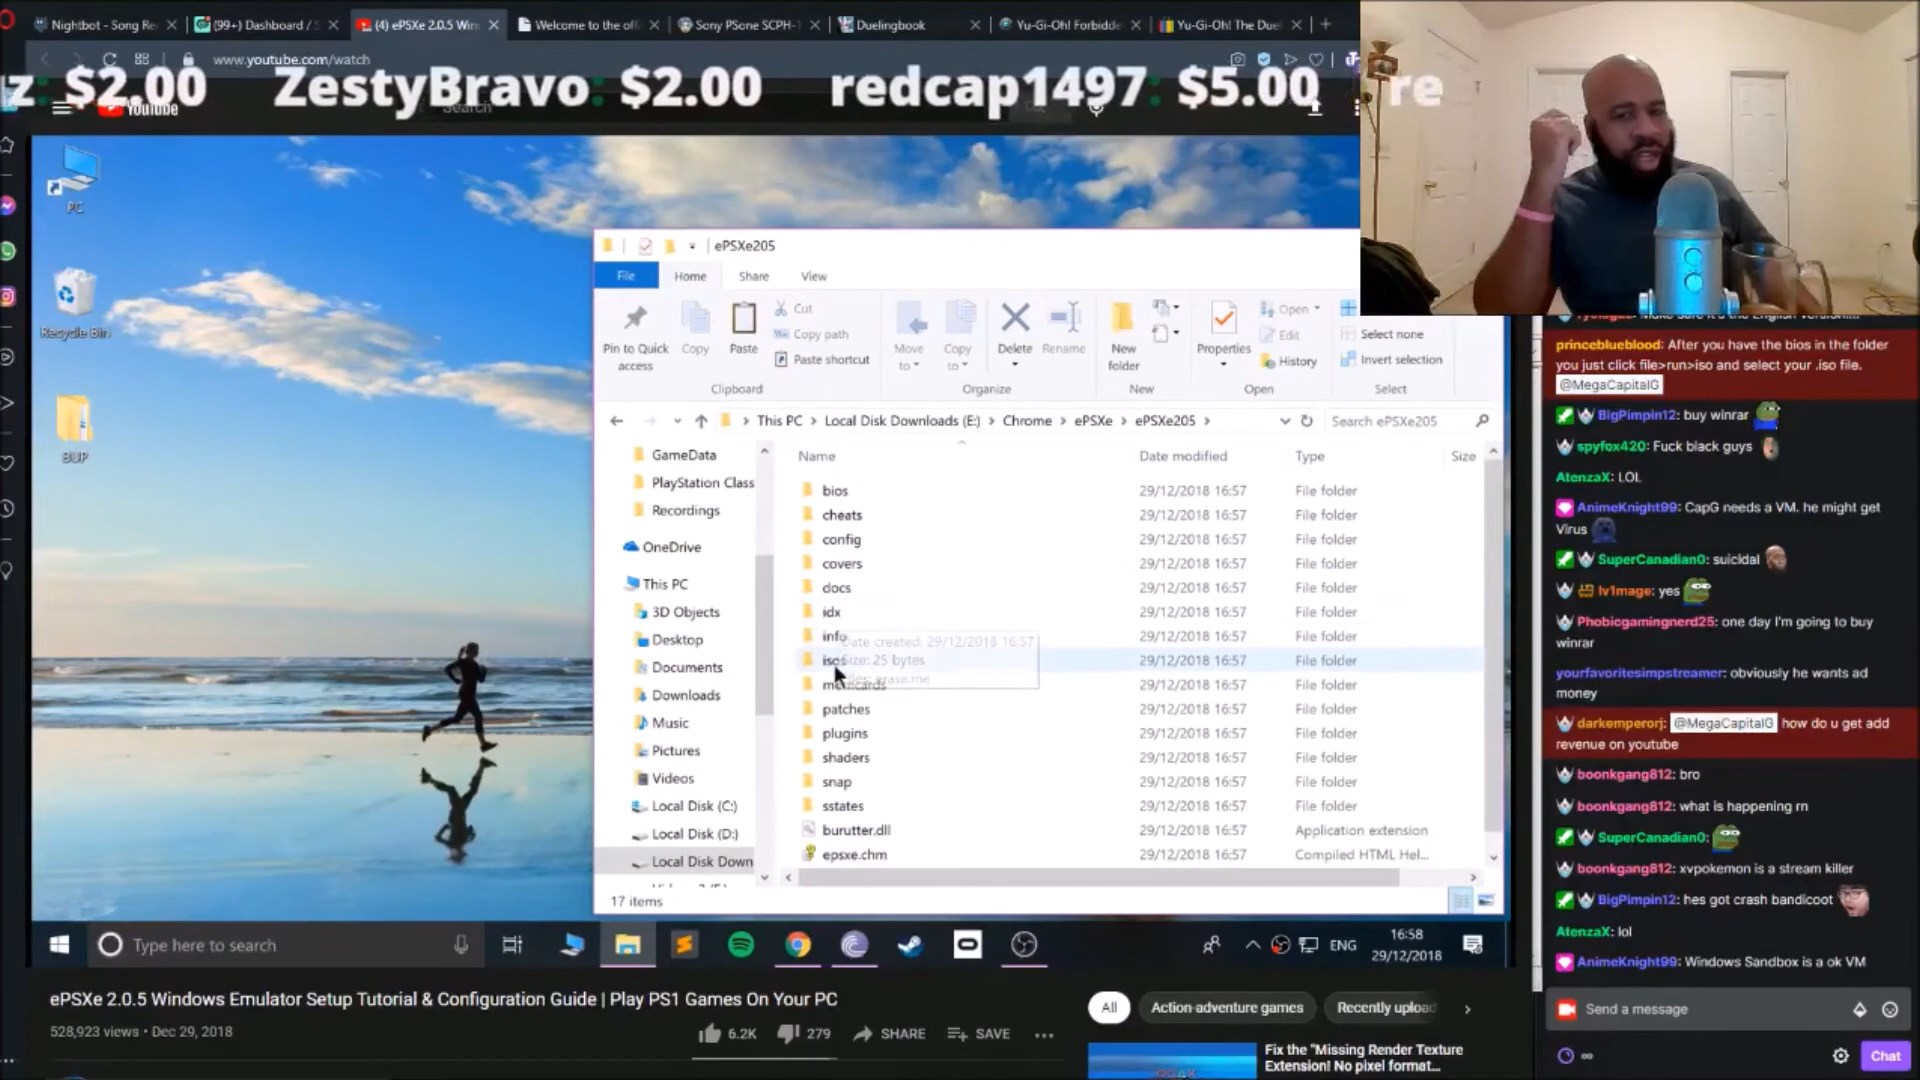 Nightbot - Song Re
(99+) Dashboard / S
(4) ePSXe 2.0.5 Win
Welcome to the offi
Sony PSone SCPH-1
Duelingbook
Yu-Gi-Oh! Forbidde
Yu-Gi-Oh! The Due
www.youtube.com/watch
z: $2.00 ZestyBravo: $2.00 redcap1497: $5.00 re
YouTube
Search
PC
Recycle Bin
BUP
ePSXe205
File Home Share View
Pin to Quick access
Copy
Paste
Cut
Copy path
Paste shortcut
Clipboard
Move to
Copy to
Delete
Rename
Organize
New folder
New
Properties
Open
Edit
History
Open
Select none
Invert selection
Select
This PC > Local Disk Downloads (E:) > Chrome > ePSXe > ePSXe205 >
Search ePSXe205
GameData
PlayStation Class
Recordings
OneDrive
This PC
3D Objects
Desktop
Documents
Downloads
Music
Pictures
Videos
Local Disk (C:)
Local Disk (D:)
Local Disk Down
Name Date modified Type Size
bios 29/12/2018 16:57 File folder
cheats 29/12/2018 16:57 File folder
config 29/12/2018 16:57 File folder
covers 29/12/2018 16:57 File folder
docs 29/12/2018 16:57 File folder
idx 29/12/2018 16:57 File folder
info 29/12/2018 16:57 File folder
isos 29/12/2018 16:57 File folder
memcards 29/12/2018 16:57 File folder
patches 29/12/2018 16:57 File folder
plugins 29/12/2018 16:57 File folder
shaders 29/12/2018 16:57 File folder
snap 29/12/2018 16:57 File folder
sstates 29/12/2018 16:57 File folder
burutter.dll 29/12/2018 16:57 Application extension
epsxe.chm 29/12/2018 16:57 Compiled HTML Hel...
Date created: 29/12/2018 16:57
Size: 25 bytes
erase.me
17 items
Type here to search
ENG
16:58
29/12/2018
ePSXe 2.0.5 Windows Emulator Setup Tutorial & Configuration Guide | Play PS1 Games On Your PC
528,923 views • Dec 29, 2018
6.2K 279 SHARE SAVE
All
Action-adventure games
Recently upload
Fix the "Missing Render Texture
Extension! No pixel format...
princeblueblood: After you have the bios in the folder
you just click file>run>iso and select your .iso file.
@MegaCapitalG
BigPimpin12: buy winrar
spyfox420: Fuck black guys
AtenzaX: LOL
AnimeKnight99: CapG needs a VM. he might get
Virus
SuperCanadian0: suicidal
lv1mage: yes
Phobicgamingnerd25: one day I'm going to buy
winrar
yourfavoritesimpstreamer: obviously he wants ad
money
darkemperorj: @MegaCapitalG how do u get add
revenue on youtube
boonkgang812: bro
boonkgang812: what is happening rn
SuperCanadian0:
boonkgang812: xvpokemon is a stream killer
BigPimpin12: hes got crash bandicoot
AtenzaX: lol
AnimeKnight99: Windows Sandbox is a ok VM
Send a message
Chat